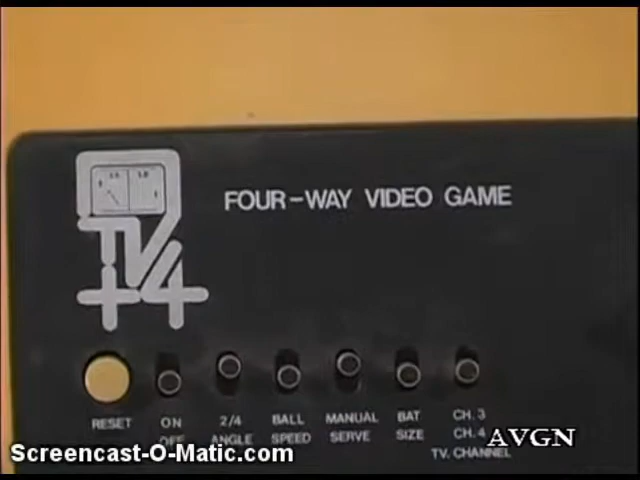 FOUR-WAY VIDEO GAME
TV
+4
RESET
ON
OFF
2/4
ANGLE
BALL
SPEED
MANUAL
SERVE
BAT
SIZE
CH. 3
CH. 4
TV. CHANNEL
AVGN
Screencast-O-Matic.com